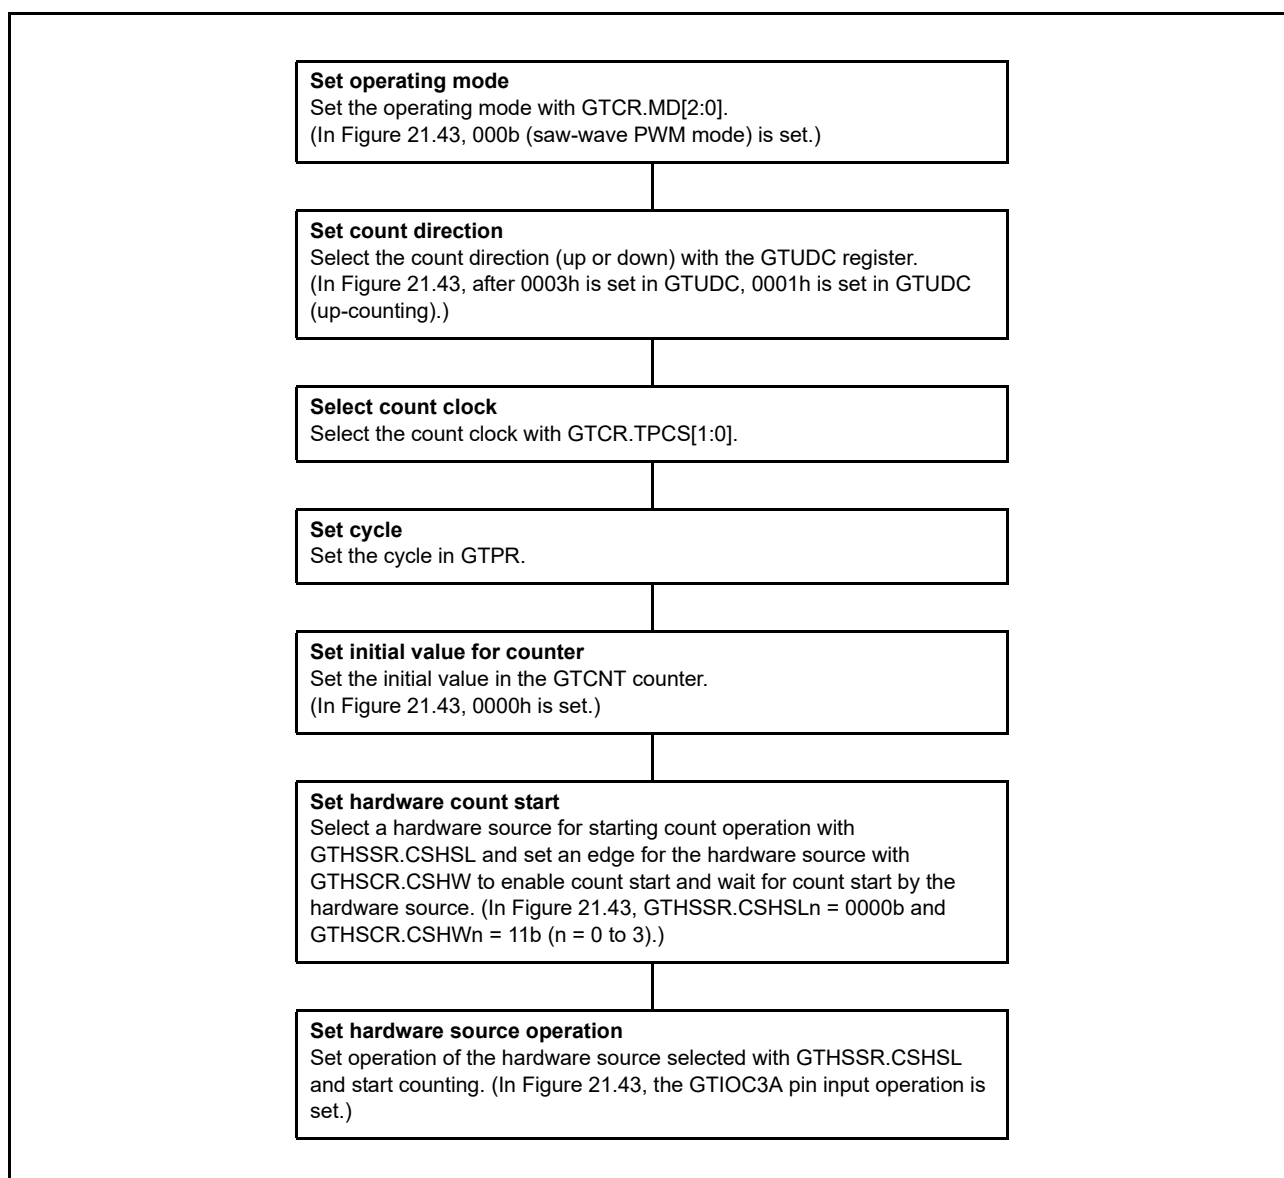 Set operating mode
Set the operating mode with GTCR.MD[2:0].
(In Figure 21.43, 000b (saw-wave PWM mode) is set.)
Set count direction
Select the count direction (up or down) with the GTUDC register.
(In Figure 21.43, after 0003h is set in GTUDC, 0001h is set in GTUDC
(up-counting).)
Select count clock
Select the count clock with GTCR.TPCS[1:0].
Set cycle
Set the cycle in GTPR.
Set initial value for counter
Set the initial value in the GTCNT counter.
(In Figure 21.43, 0000h is set.)
Set hardware count start
Select a hardware source for starting count operation with
GTHSSR.CSHSL and set an edge for the hardware source with
GTHSCR.CSHW to enable count start and wait for count start by the
hardware source. (In Figure 21.43, GTHSSR.CSHSLn = 0000b and
GTHSCR.CSHWn = 11b (n = 0 to 3).)
Set hardware source operation
Set operation of the hardware source selected with GTHSSR.CSHSL
and start counting. (In Figure 21.43, the GTIOC3A pin input operation is
set.)